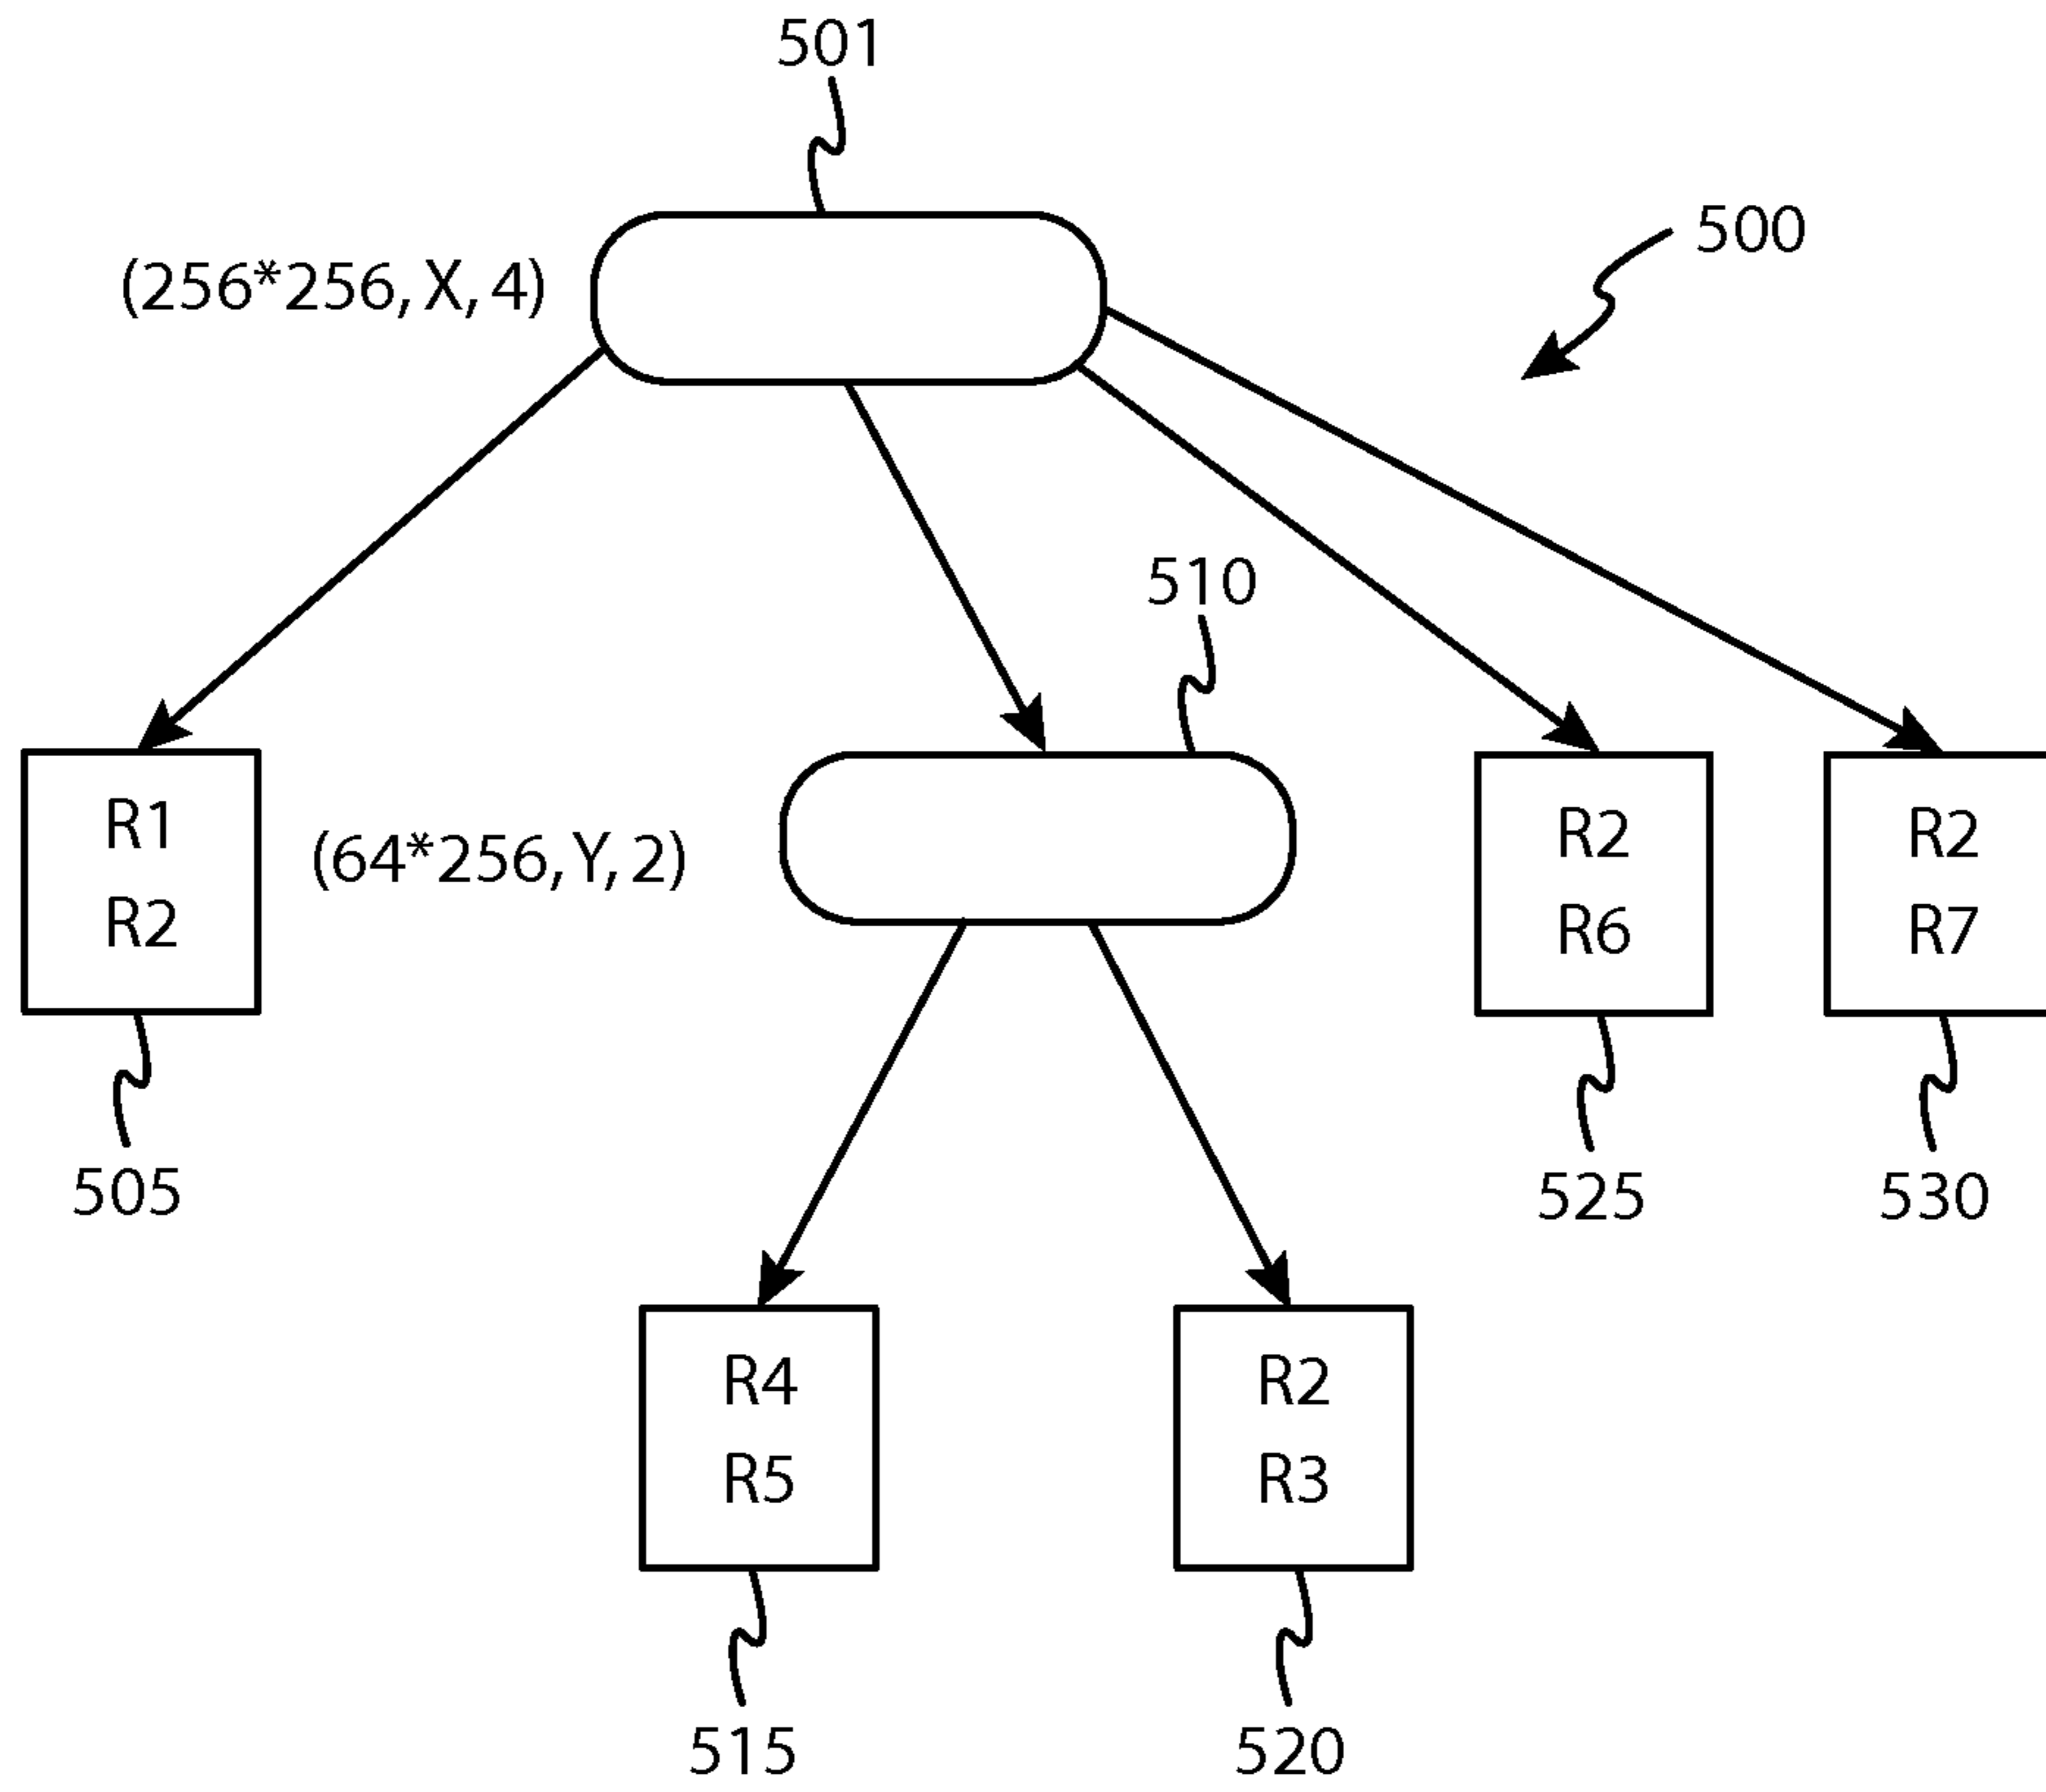 501
500
(256*256, X, 4)
510
R1
R2
(64*256, Y, 2)
R2
R6
R2
R7
505
525
530
R4
R5
R2
R3
515
520